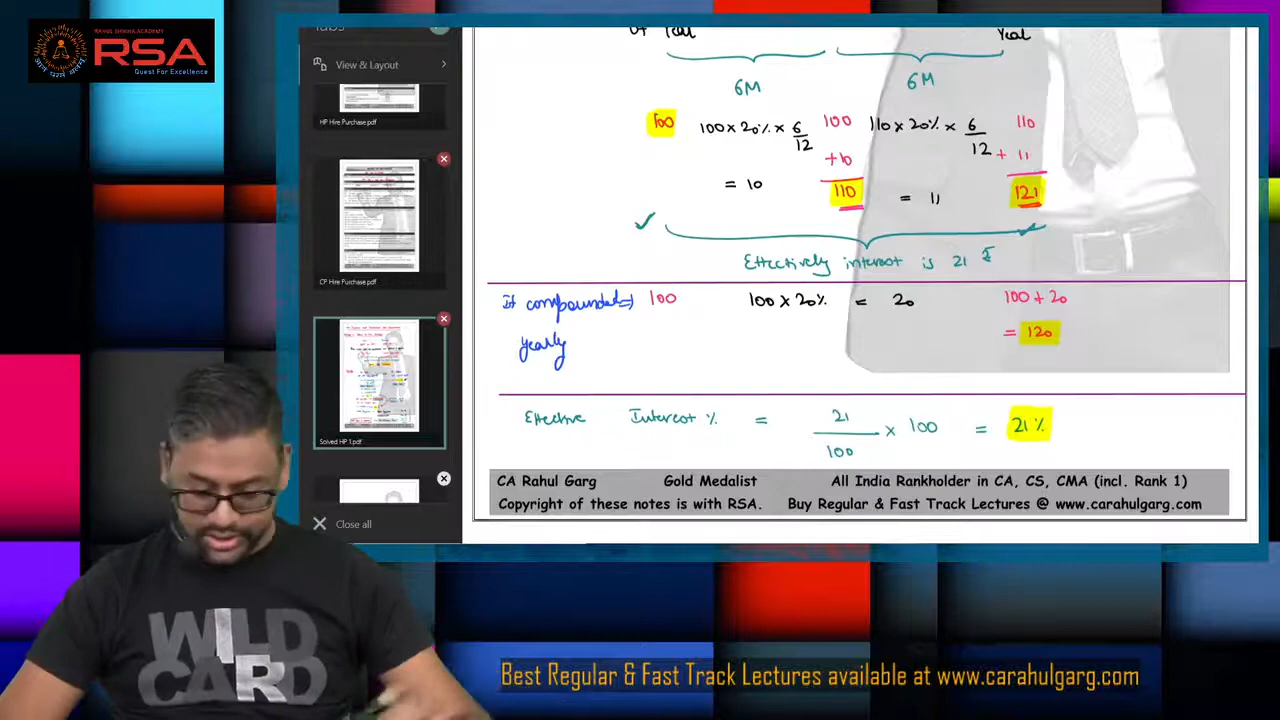 RAHUL SHIKHA ACADEMY
RSA
Quest For Excellence
View & Layout
HP Hire Purchase.pdf
CP Hire Purchase.pdf
Solved HP 1.pdf
Close all
Of Year
Year
6M
6M
100 100 x 20% x 6/12 100 110 x 20% x 6/12 110
+10 + 11
= 10 110 = 11 121
Effectively interest is 21 ₹
If compounded => 100 100 x 20% = 20 100 + 20
yearly = 120
Effective Interest % = 21/100 x 100 = 21%
CA Rahul Garg Gold Medalist All India Rankholder in CA, CS, CMA (incl. Rank 1)
Copyright of these notes is with RSA. Buy Regular & Fast Track Lectures @ www.carahulgarg.com
WILD
CARD
Best Regular & Fast Track Lectures available at www.carahulgarg.com